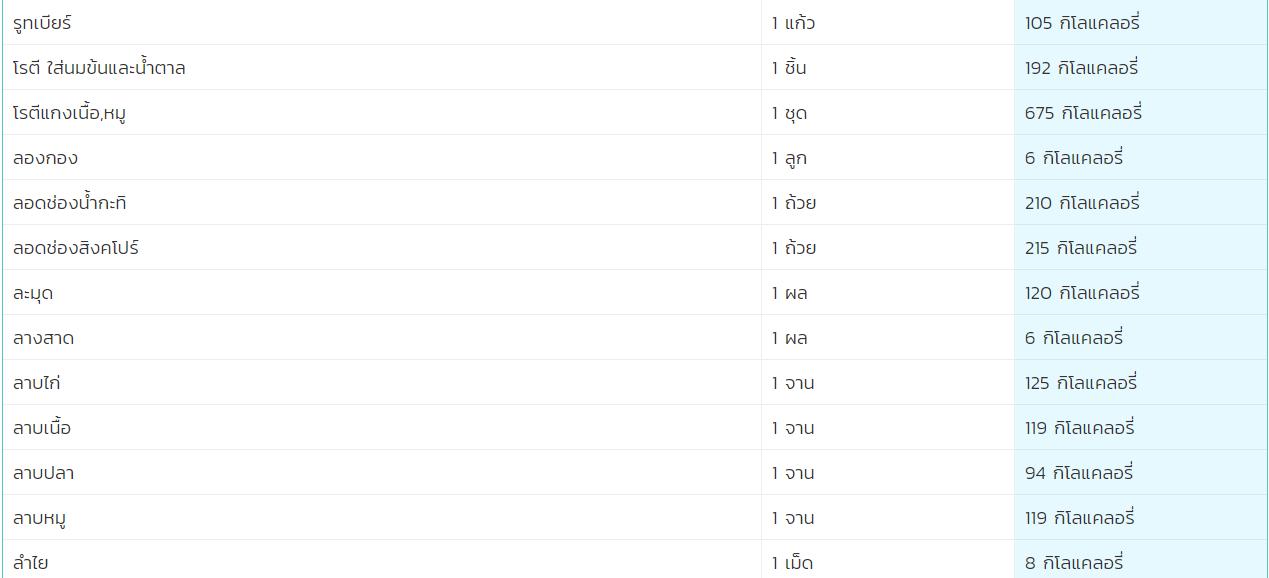 รูทเบียร์ 1 แก้ว 105 กิโลแคลอรี่
โรตี ใส่นมข้นและน้ำตาล 1 ชิ้น 192 กิโลแคลอรี่
โรตีแกงเนื้อ,หมู 1 ชุด 675 กิโลแคลอรี่
ลองกอง 1 ลูก 6 กิโลแคลอรี่
ลอดช่องน้ำกะทิ 1 ถ้วย 210 กิโลแคลอรี่
ลอดช่องสิงคโปร์ 1 ถ้วย 215 กิโลแคลอรี่
ละมุด 1 ผล 120 กิโลแคลอรี่
ลางสาด 1 ผล 6 กิโลแคลอรี่
ลาบไก่ 1 จาน 125 กิโลแคลอรี่
ลาบเนื้อ 1 จาน 119 กิโลแคลอรี่
ลาบปลา 1 จาน 94 กิโลแคลอรี่
ลาบหมู 1 จาน 119 กิโลแคลอรี่
ลำไย 1 เม็ด 8 กิโลแคลอรี่